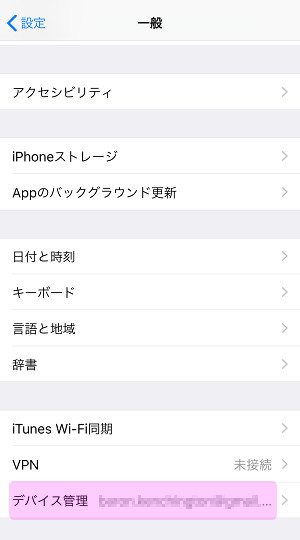 設定
一般
アクセシビリティ
iPhoneストレージ
Appのバックグラウンド更新
日付と時刻
キーボード
言語と地域
辞書
iTunes Wi-Fi同期
VPN 未接続
デバイス管理